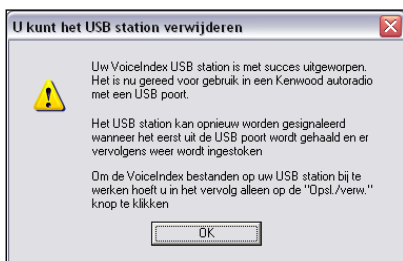 U kunt het USB station verwijderen
Uw VoiceIndex USB station is met succes uitgeworpen.
Het is nu gereed voor gebruik in een Kenwood autoradio
met een USB poort.
Het USB station kan opnieuw worden gesignaleerd
wanneer het eerst uit de USB poort wordt gehaald en er
vervolgens weer wordt ingestoken
Om de VoiceIndex bestanden op uw USB station bij te
werken hoeft u in het vervolg alleen op de "Opsl./verw."
knop te klikken
OK